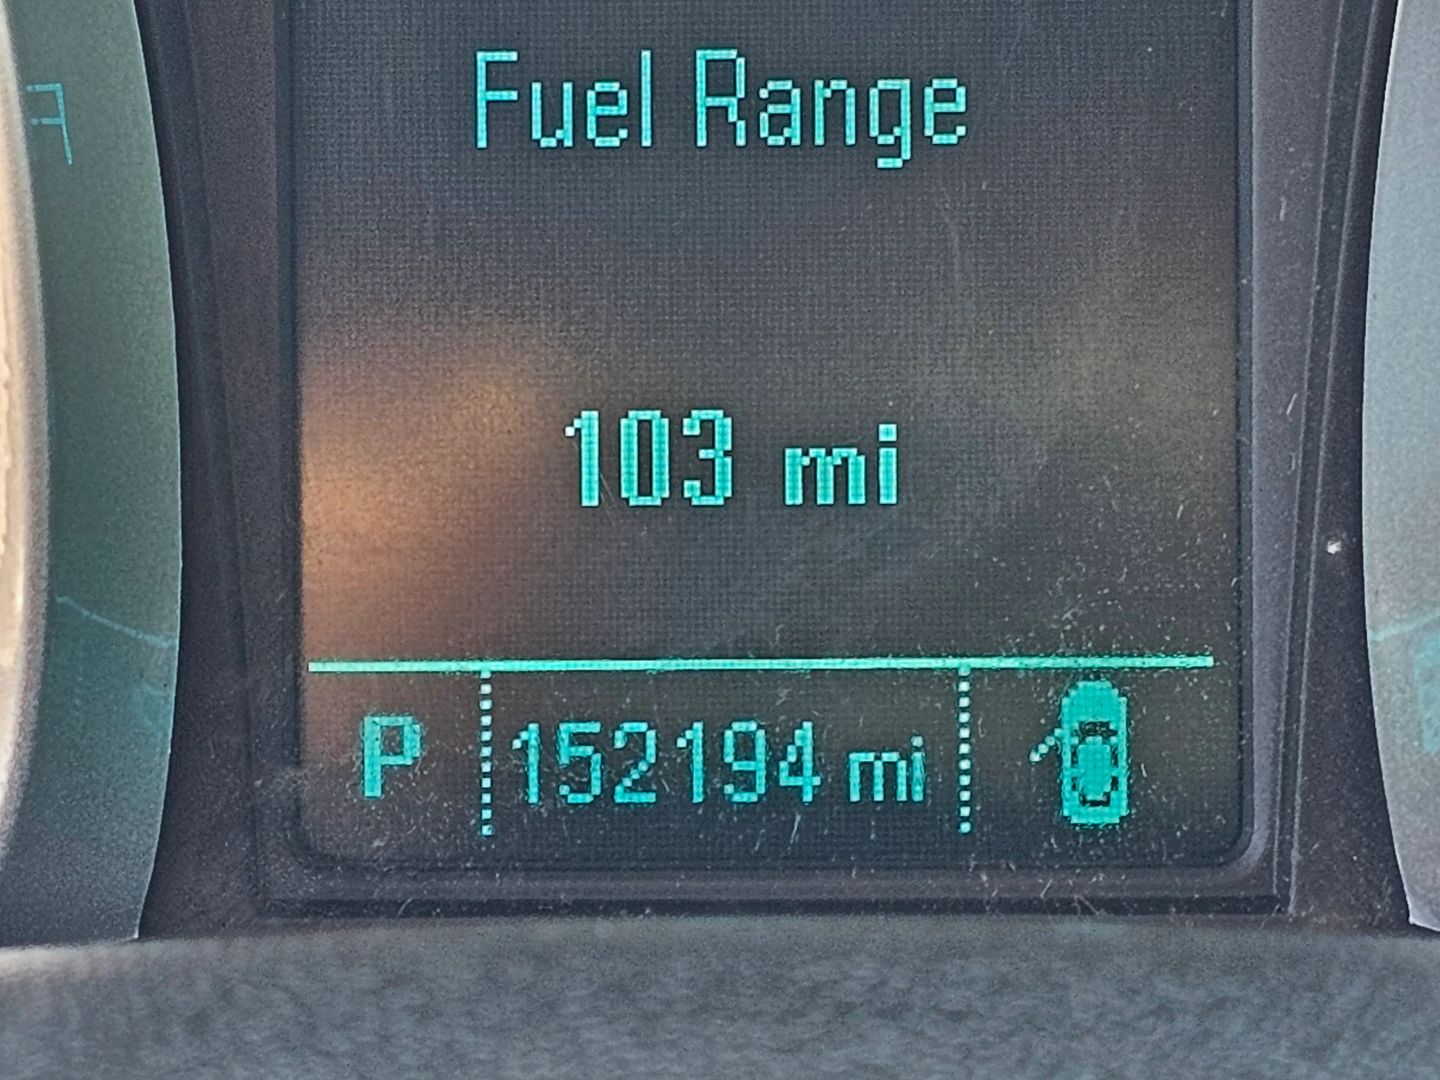 Fuel Range
103 mi
P 152194 mi
F